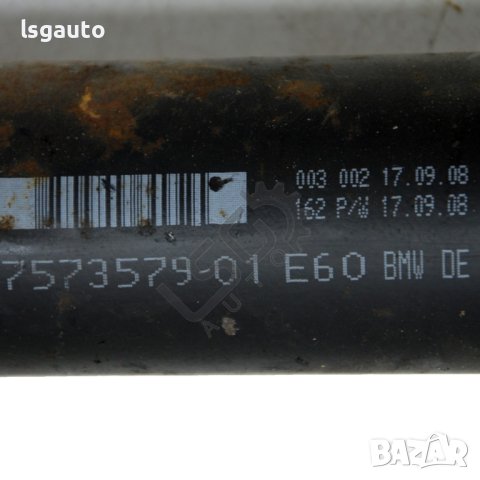 lsgauto
003 002 17.09.08
162 P/W 17.09.08
7573579-01 E60 BMW DE
BAZAR